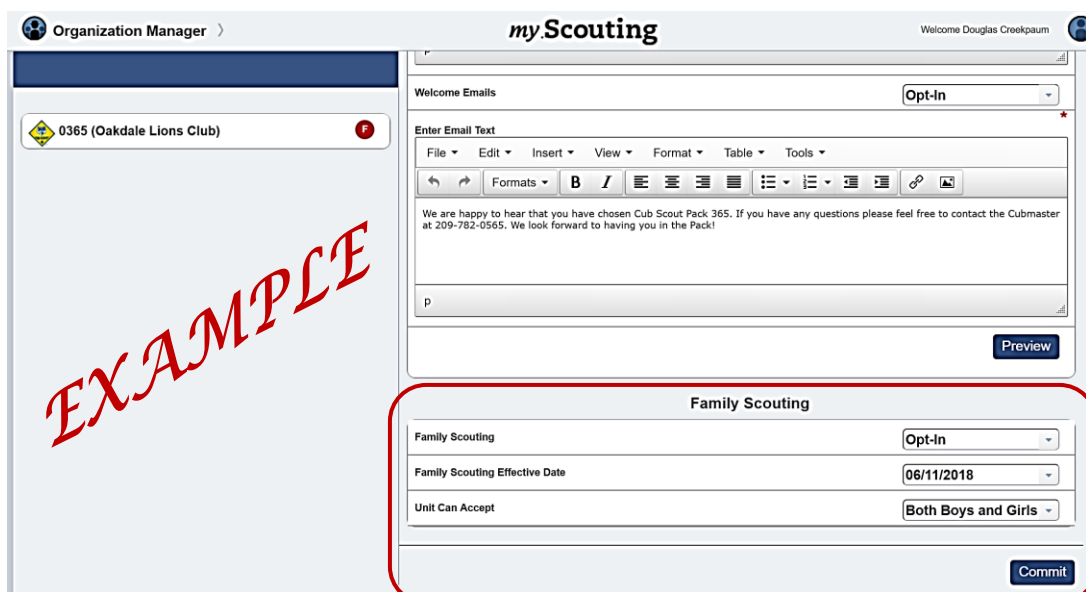 Organization Manager
my.Scouting
Welcome Douglas Creekpaum
P
Welcome Emails
Opt-In
0365 (Oakdale Lions Club)
F
*
Enter Email Text
File Edit Insert View Format Table Tools
Formats B I
We are happy to hear that you have chosen Cub Scout Pack 365. If you have any questions please feel free to contact the Cubmaster
at 209-782-0565. We look forward to having you in the Pack!
p
Preview
EXAMPLE
Family Scouting
Family Scouting
Opt-In
Family Scouting Effective Date
06/11/2018
Unit Can Accept
Both Boys and Girls
Commit